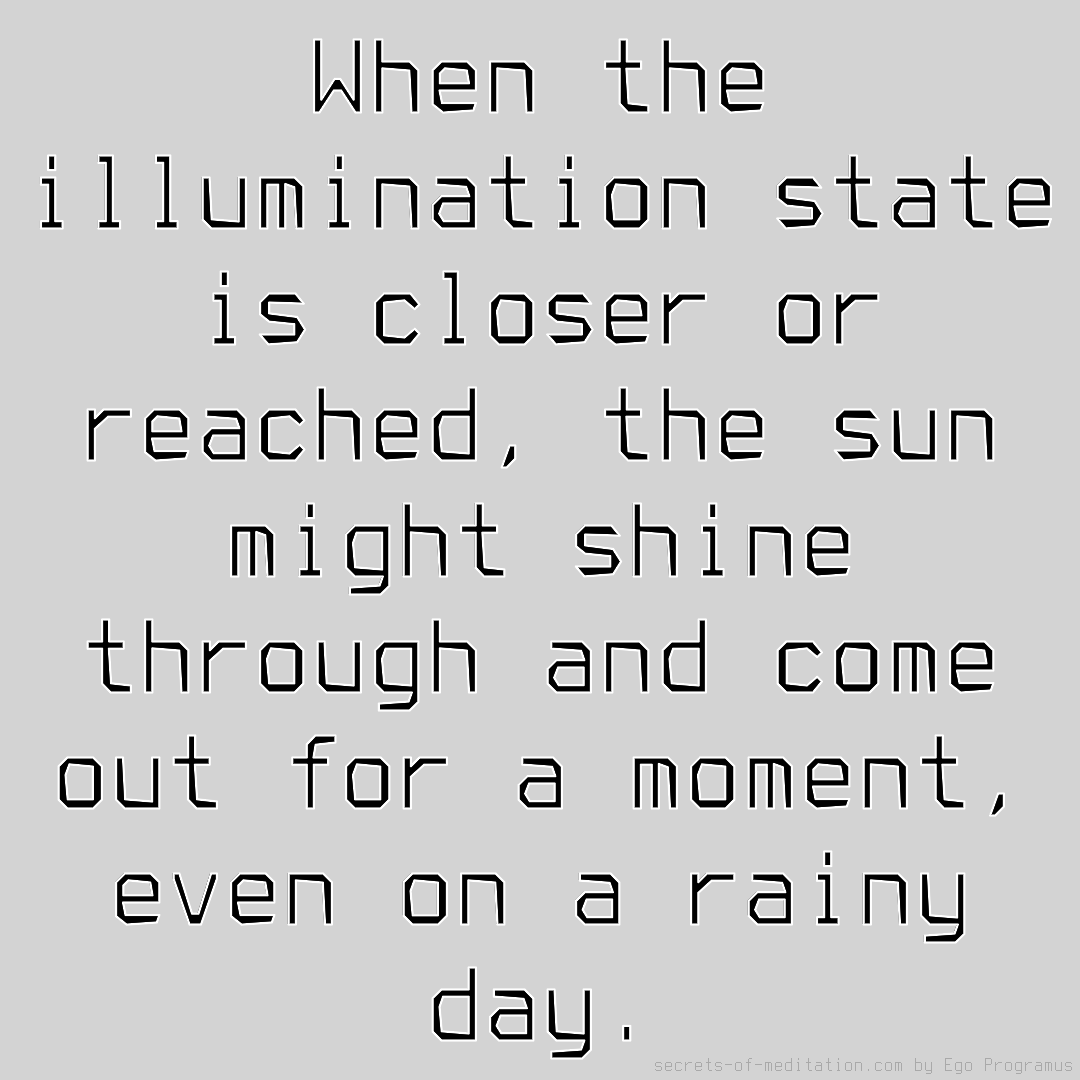 When the
illumination state
is closer or
reached, the sun
might shine
through and come
out for a moment,
even on a rainy
day.
secrets-of-meditation.com by Ego Programus